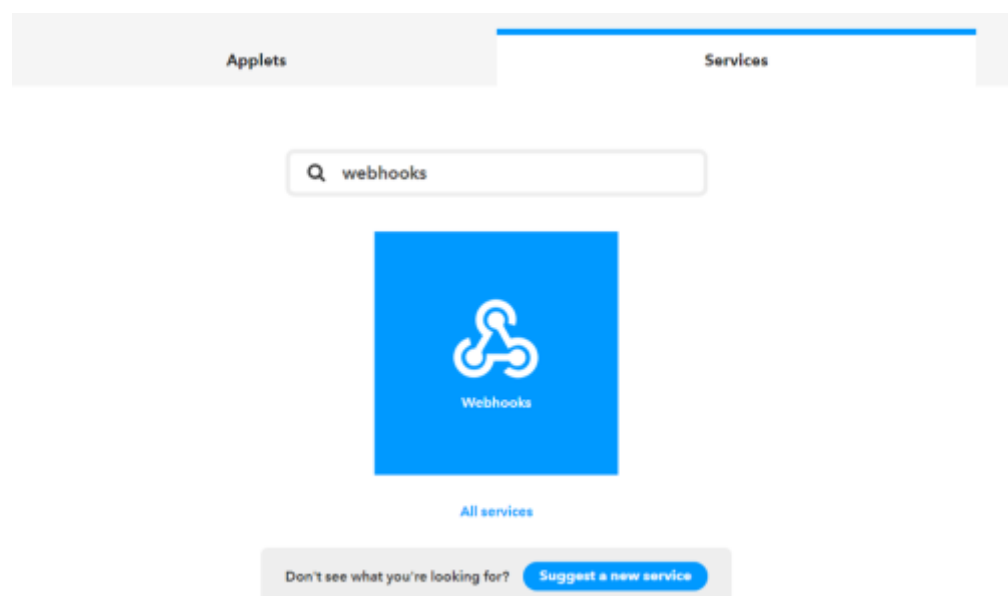 Applets
Services
webhooks
Webhooks
All services
Don't see what you're looking for?
Suggest a new service